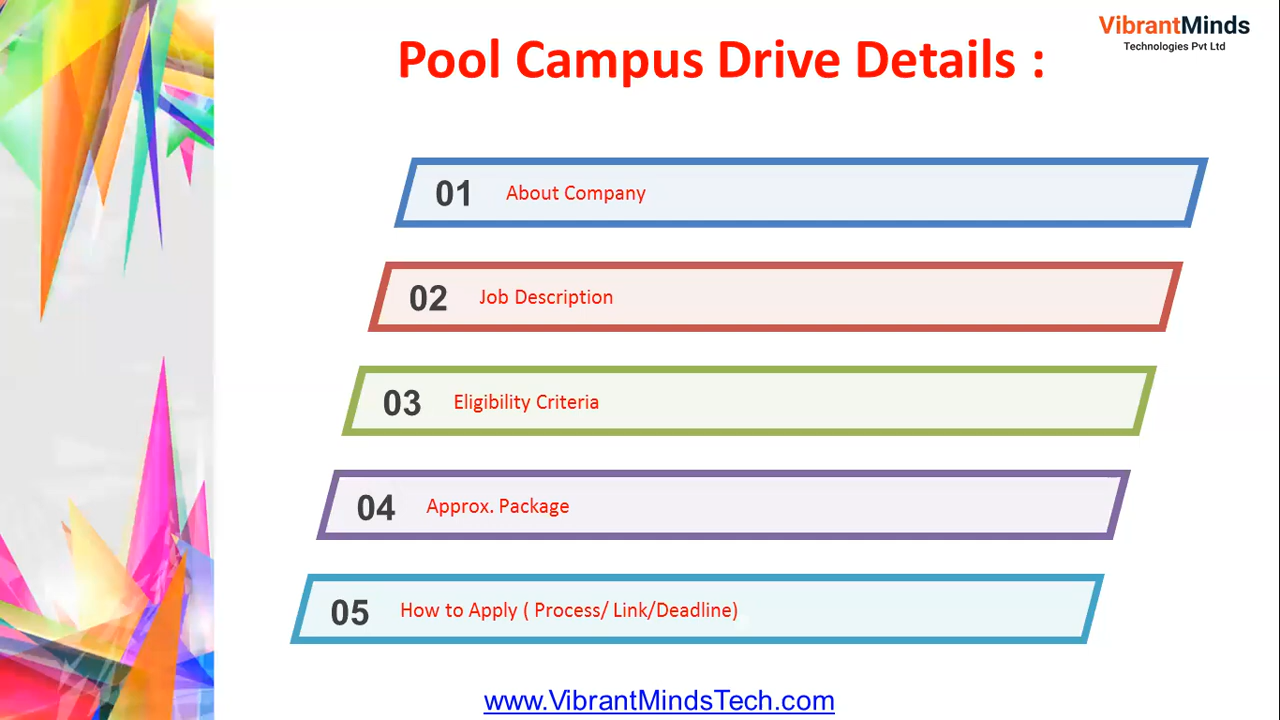 VibrantMinds
Technologies Pvt Ltd
Pool Campus Drive Details :
01 About Company
02 Job Description
03 Eligibility Criteria
04 Approx. Package
05 How to Apply ( Process/ Link/Deadline)
www.VibrantMindsTech.com